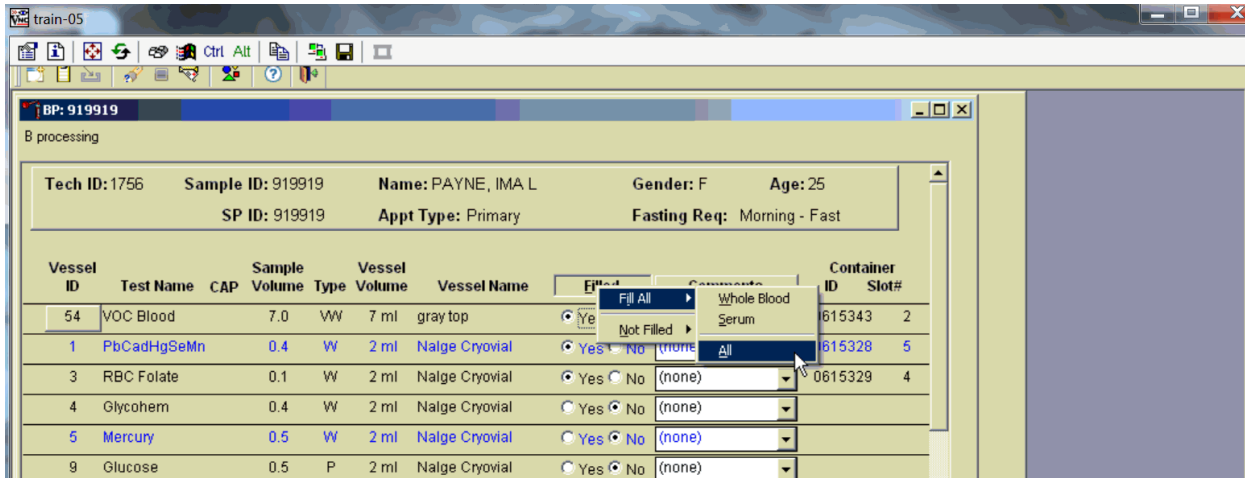 train-05
Ctrl Alt
BP: 919919
B processing
Tech ID: 1756 Sample ID: 919919 Name: PAYNE, IMA L Gender: F Age: 25
SP ID: 919919 Appt Type: Primary Fasting Req: Morning - Fast
Vessel Sample Vessel Container
ID Test Name CAP Volume Type Volume Vessel Name Filled Comments ID Slot#
Fill All Whole Blood
54 VOC Blood 7.0 VW 7 ml gray top 0615343 2
Not Filled Serum
1 PbCadHgSeMn 0.4 W 2 ml Nalge Cryovial Yes No (none) All 0615328 5
3 RBC Folate 0.1 W 2 ml Nalge Cryovial Yes No (none) 0615329 4
4 Glycohem 0.4 W 2 ml Nalge Cryovial Yes No (none)
5 Mercury 0.5 W 2 ml Nalge Cryovial Yes No (none)
9 Glucose 0.5 P 2 ml Nalge Cryovial Yes No (none)